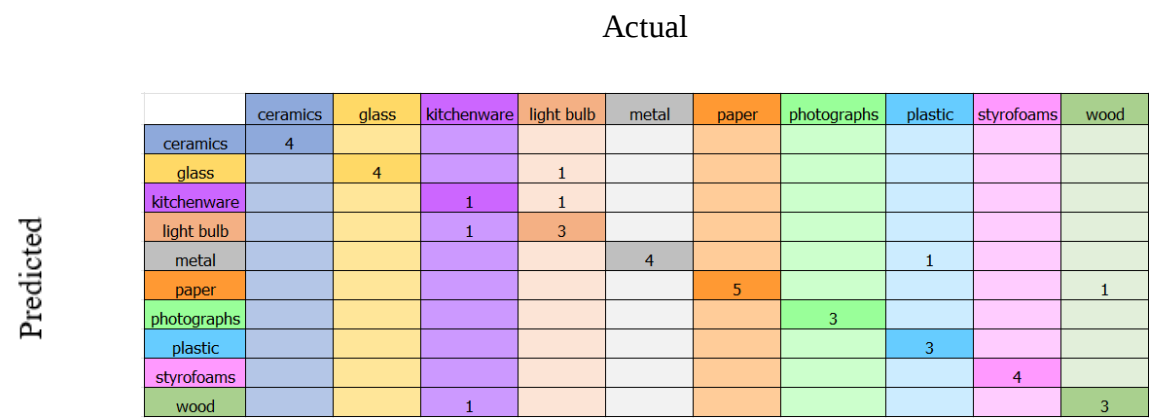 Actual
ceramics glass kitchenware light bulb metal paper photographs plastic styrofoams wood
ceramics 4
glass 4 1
kitchenware 1 1
light bulb 1 3
metal 4 1
Predicted
paper 5 1
photographs 3
plastic 3
styrofoams 4
wood 1 3